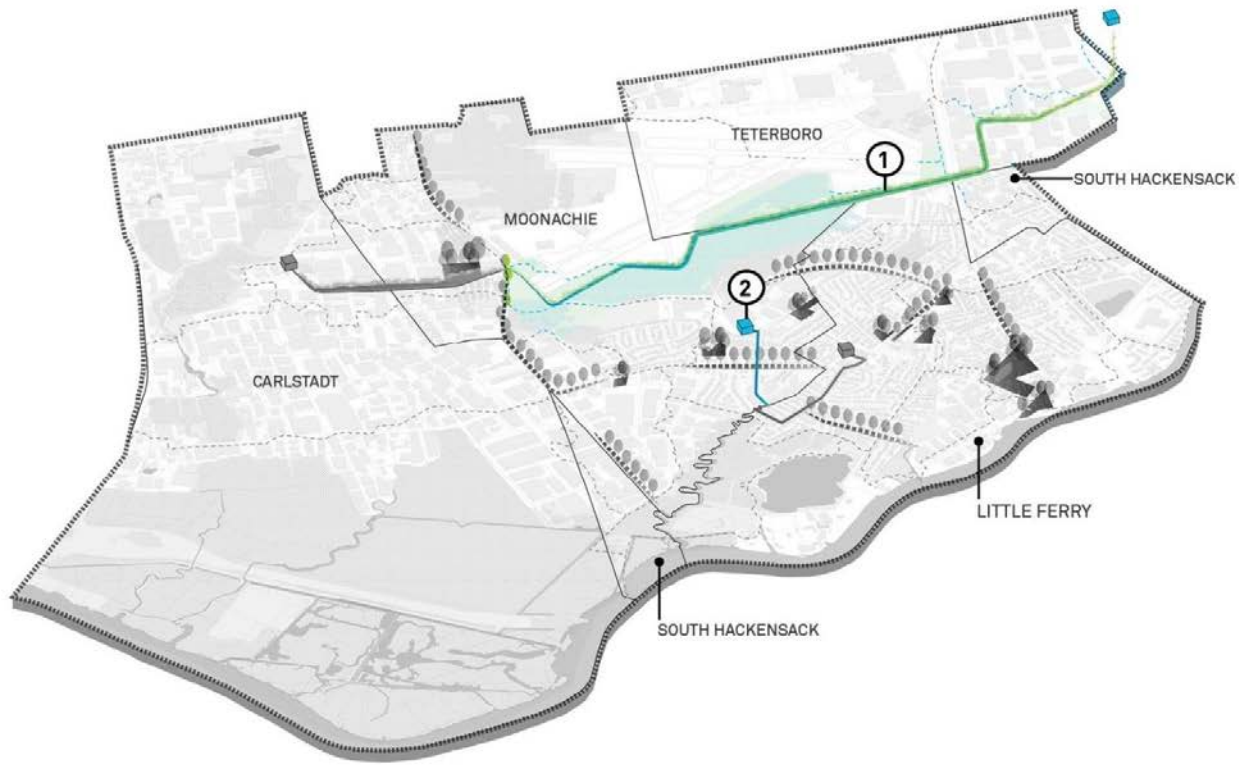 TETERBORO
1
SOUTH HACKENSACK
MOONACHIE
2
CARLSTADT
LITTLE FERRY
SOUTH HACKENSACK